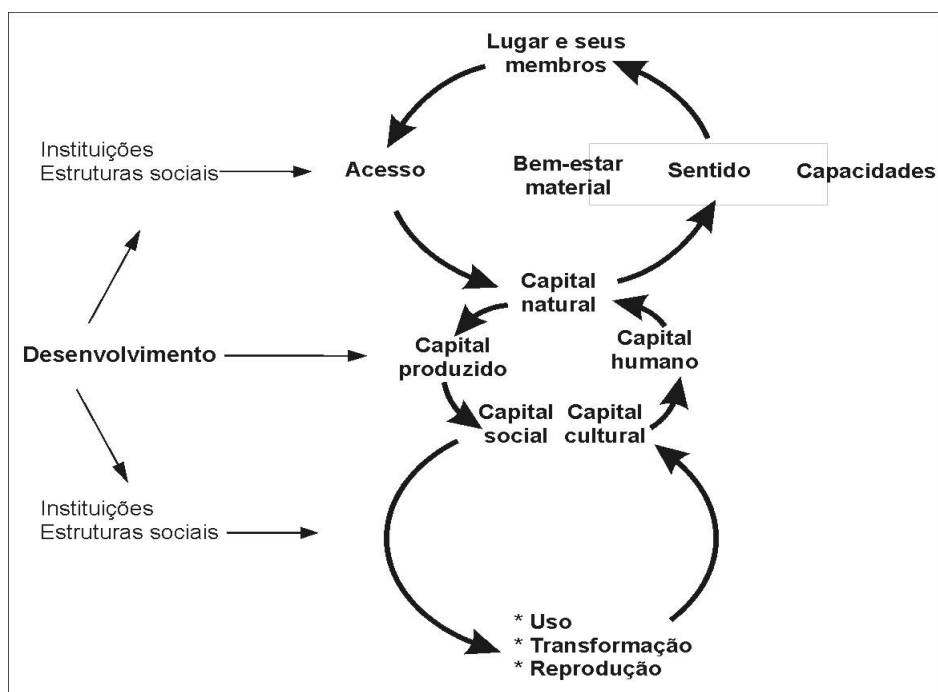 Lugar e seus
membros
Instituições
Estruturas sociais
Acesso
Bem-estar
material
Sentido
Capacidades
Capital
natural
Desenvolvimento
Capital
produzido
Capital
humano
Capital
social
Capital
cultural
Instituições
Estruturas sociais
* Uso
* Transformação
* Reprodução